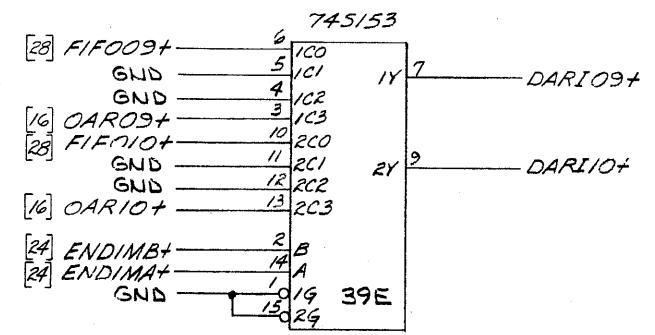 74S153
[28] FIFO09+ 6 1C0
GND 5 1C1
GND 4 1C2
[16] OAR09+ 3 1C3
[28] FIFO10+ 10 2C0
GND 11 2C1
GND 12 2C2
[16] OAR10+ 13 2C3
1Y 7 DARI09+
2Y 9 DARI10+
[24] ENDIMB+ 2 B
[24] ENDIMA+ 14 A
GND 1 1G
15 2G
39E